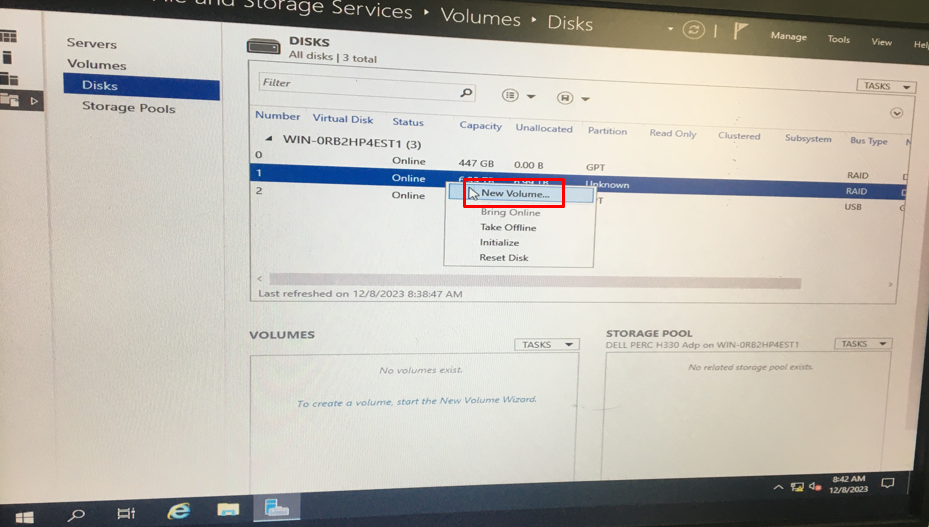 and Storage Services • Volumes • Disks
Manage Tools View
Servers
Volumes
Disks
Storage Pools
DISKS
All disks | 3 total
TASKS
Filter
Number Virtual Disk Status Capacity Unallocated Partition Read Only Clustered Subsystem Bus Type
WIN-0RB2HP4EST1 (3)
0 Online 447 GB 0.00 B GPT RAID
1 Online Unknown RAID
2 Online USB
New Volume...
Bring Online
Take Offline
Initialize
Reset Disk
Last refreshed on 12/8/2023 8:38:47 AM
VOLUMES
TASKS
No volumes exist.
To create a volume, start the New Volume Wizard.
STORAGE POOL
DELL PERC H330 Adp on WIN-0RB2HP4EST1
TASKS
No related storage pool exists.
8:42 AM
12/8/2023